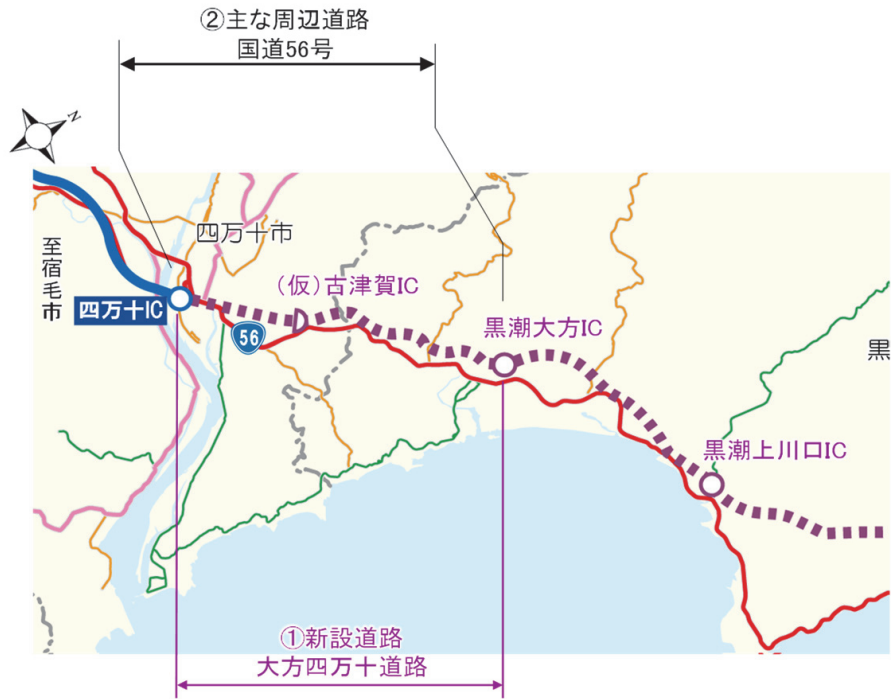 ②主な周辺道路
国道56号
N
四万十市
至宿毛市
(仮)古津賀IC
四万十IC
56
黒潮大方IC
黒
黒潮上川口IC
①新設道路
大方四万十道路